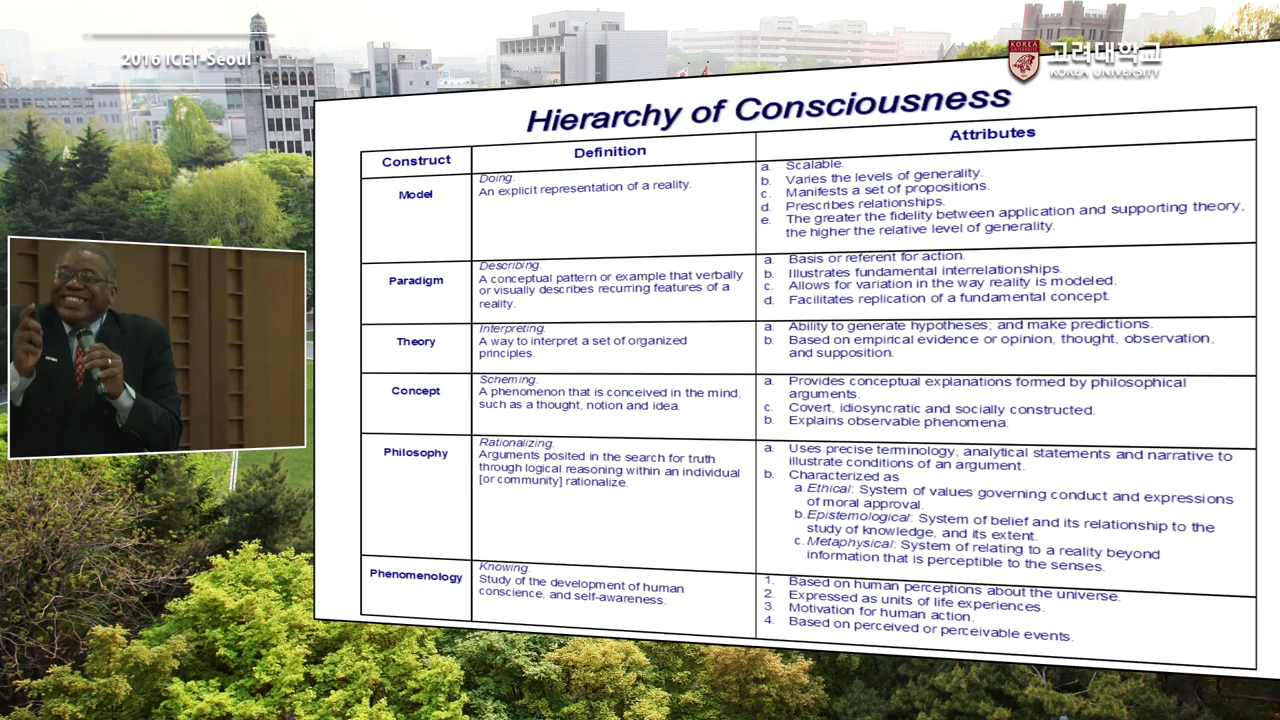 2016 ICET-Seoul
KOREA
UNIVERSITY
고려대학교
KOREA UNIVERSITY
Hierarchy of Consciousness
Construct
Definition
Attributes
Model
Doing.
An explicit representation of a reality.
a. Scalable.
b. Varies the levels of generality.
c. Manifests a set of propositions.
d. Prescribes relationships.
e. The greater the fidelity between application and supporting theory,
the higher the relative level of generality.
Paradigm
Describing.
A conceptual pattern or example that verbally
or visually describes recurring features of a
reality.
a. Basis or referent for action.
b. Illustrates fundamental interrelationships.
c. Allows for variation in the way reality is modeled.
d. Facilitates replication of a fundamental concept.
Theory
Interpreting.
A way to interpret a set of organized
principles.
a. Ability to generate hypotheses; and make predictions.
b. Based on empirical evidence or opinion, thought, observation,
and supposition.
Concept
Scheming.
A phenomenon that is conceived in the mind,
such as a thought, notion and idea.
a. Provides conceptual explanations formed by philosophical
arguments.
c. Covert, idiosyncratic and socially constructed.
b. Explains observable phenomena.
Philosophy
Rationalizing.
Arguments posited in the search for truth
through logical reasoning within an individual
[or community] rationalize.
a. Uses precise terminology, analytical statements and narrative to
illustrate conditions of an argument.
b. Characterized as
a. Ethical: System of values governing conduct and expressions
of moral approval.
b. Epistemological: System of belief and its relationship to the
study of knowledge, and its extent.
c. Metaphysical: System of relating to a reality beyond
information that is perceptible to the senses.
Phenomenology
Knowing.
Study of the development of human
conscience, and self-awareness.
1. Based on human perceptions about the universe.
2. Expressed as units of life experiences.
3. Motivation for human action.
4. Based on perceived or perceivable events.